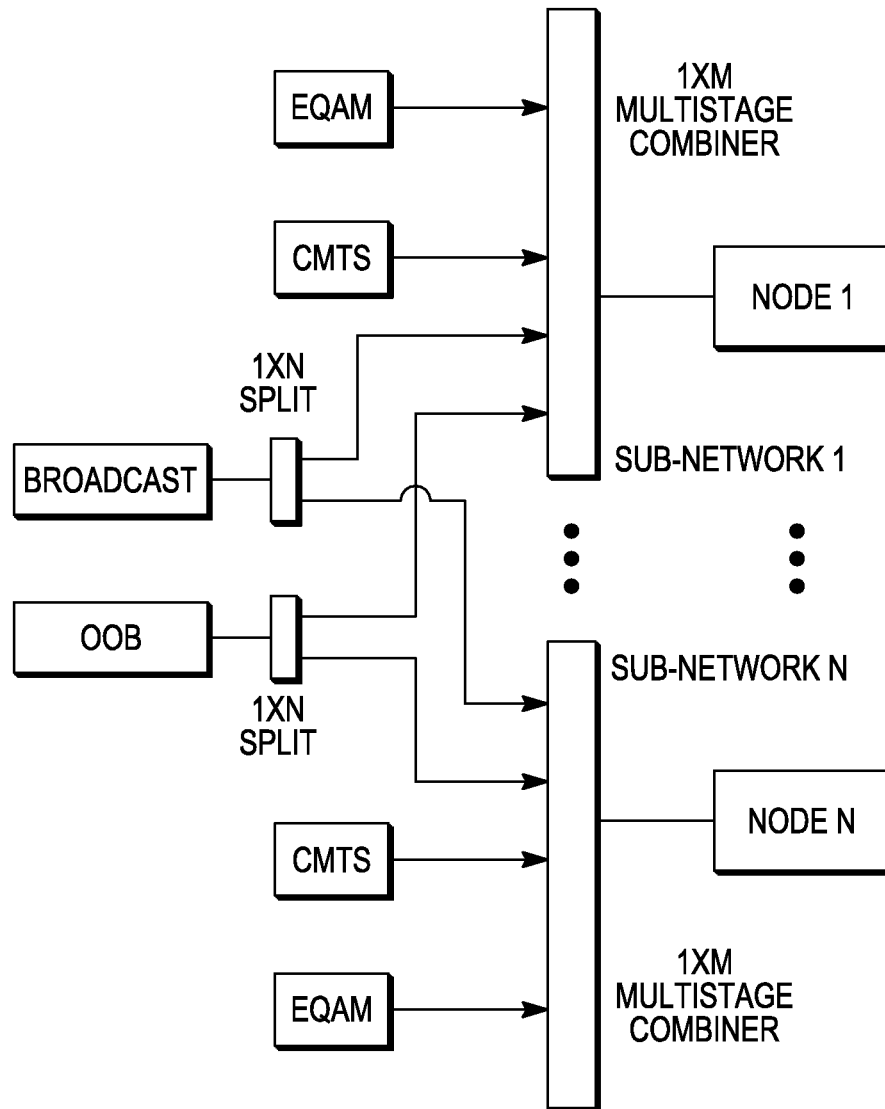 EQAM
1XM
MULTISTAGE
COMBINER
CMTS
NODE 1
1XN
SPLIT
BROADCAST
SUB-NETWORK 1
OOB
SUB-NETWORK N
1XN
SPLIT
NODE N
CMTS
1XM
MULTISTAGE
COMBINER
EQAM